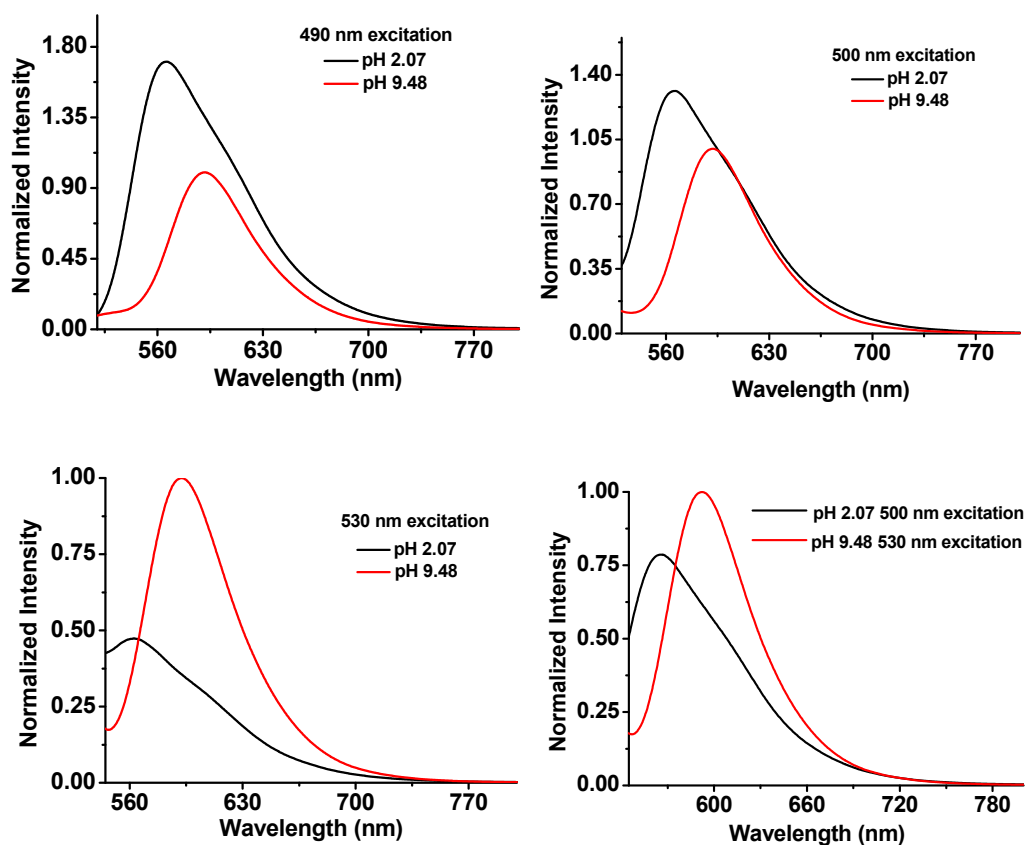 490 nm excitation
pH 2.07
pH 9.48
1.80
1.35
0.90
0.45
0.00
560 630 700 770
Normalized Intensity
Wavelength (nm)
500 nm excitation
pH 2.07
pH 9.48
1.40
1.05
0.70
0.35
0.00
560 630 700 770
Normalized Intensity
Wavelength (nm)
530 nm excitation
pH 2.07
pH 9.48
1.00
0.75
0.50
0.25
0.00
560 630 700 770
Normalized Intensity
Wavelength (nm)
pH 2.07 500 nm excitation
pH 9.48 530 nm excitation
1.00
0.75
0.50
0.25
0.00
600 660 720 780
Normalized Intensity
Wavelength (nm)